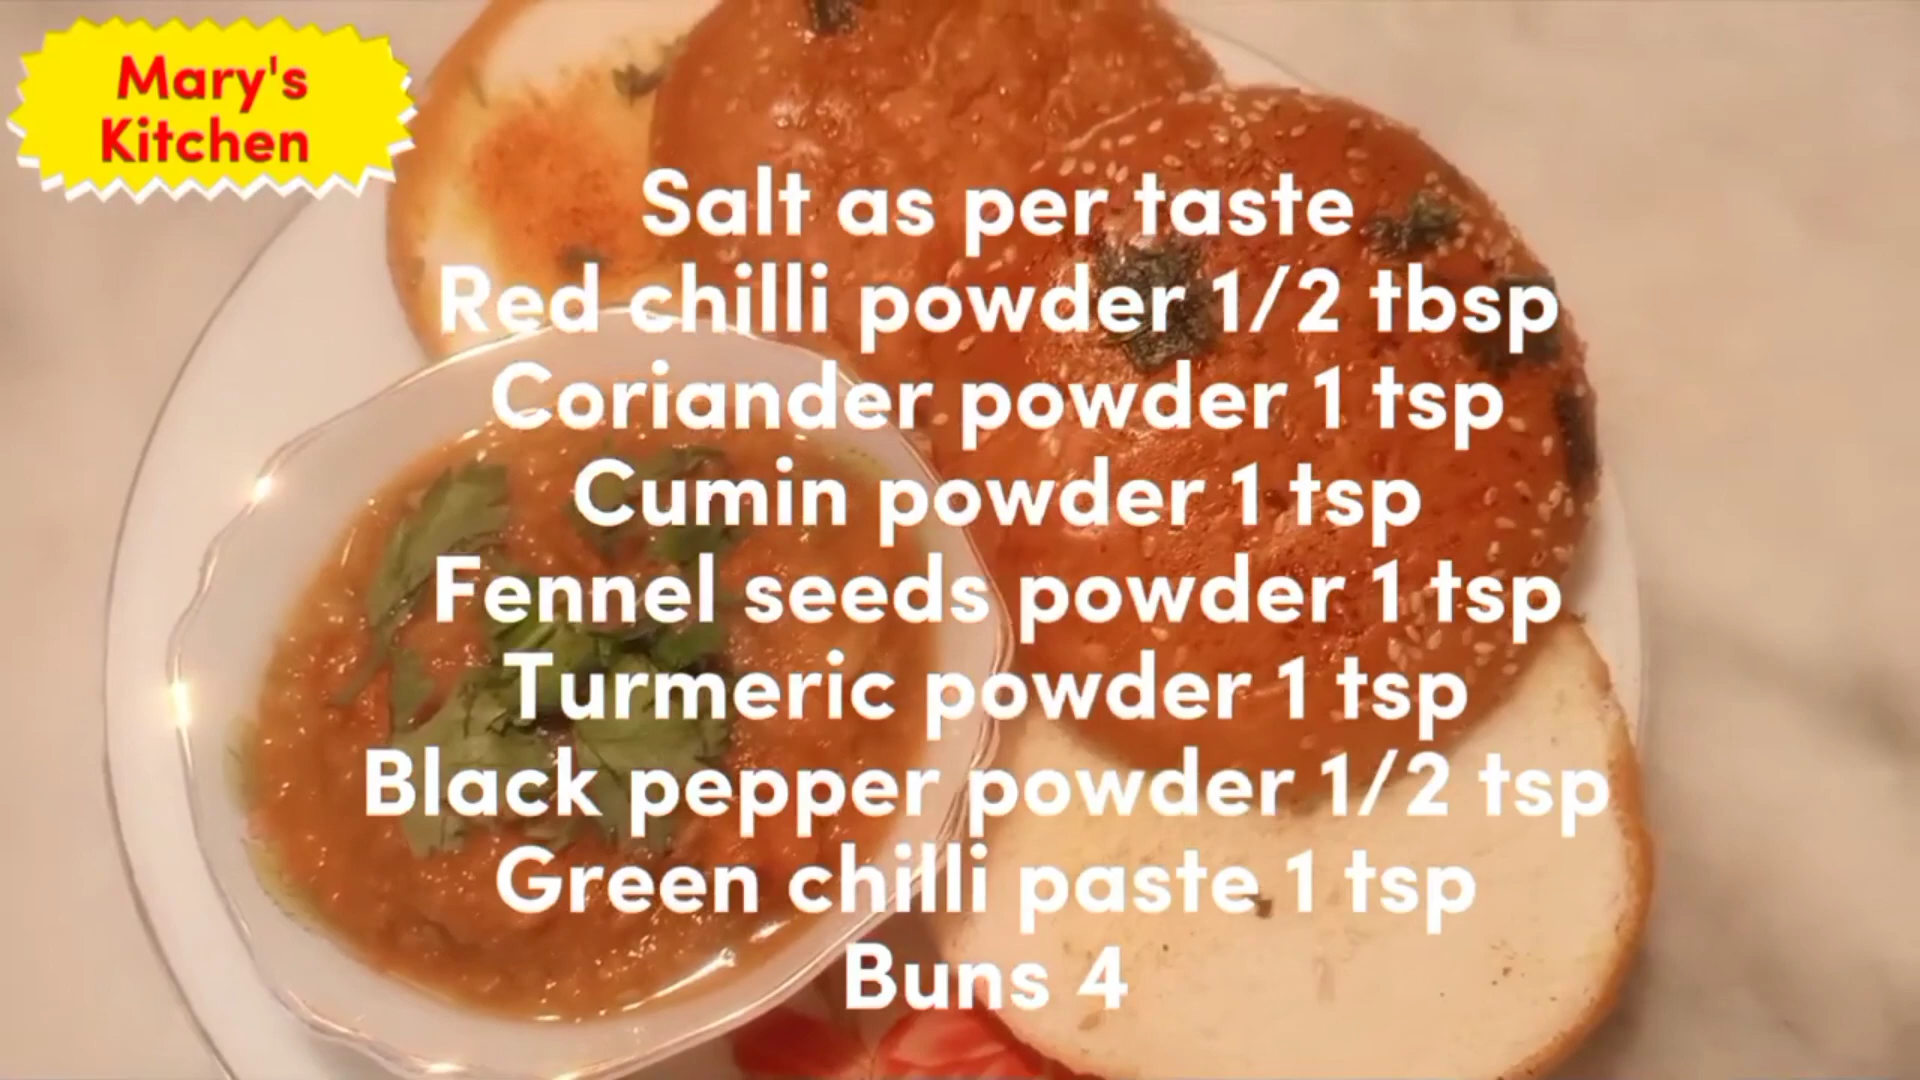 Mary's
Kitchen
Salt as per taste
Red chilli powder 1/2 tbsp
Coriander powder 1 tsp
Cumin powder 1 tsp
Fennel seeds powder 1 tsp
Turmeric powder 1 tsp
Black pepper powder 1/2 tsp
Green chilli paste 1 tsp
Buns 4